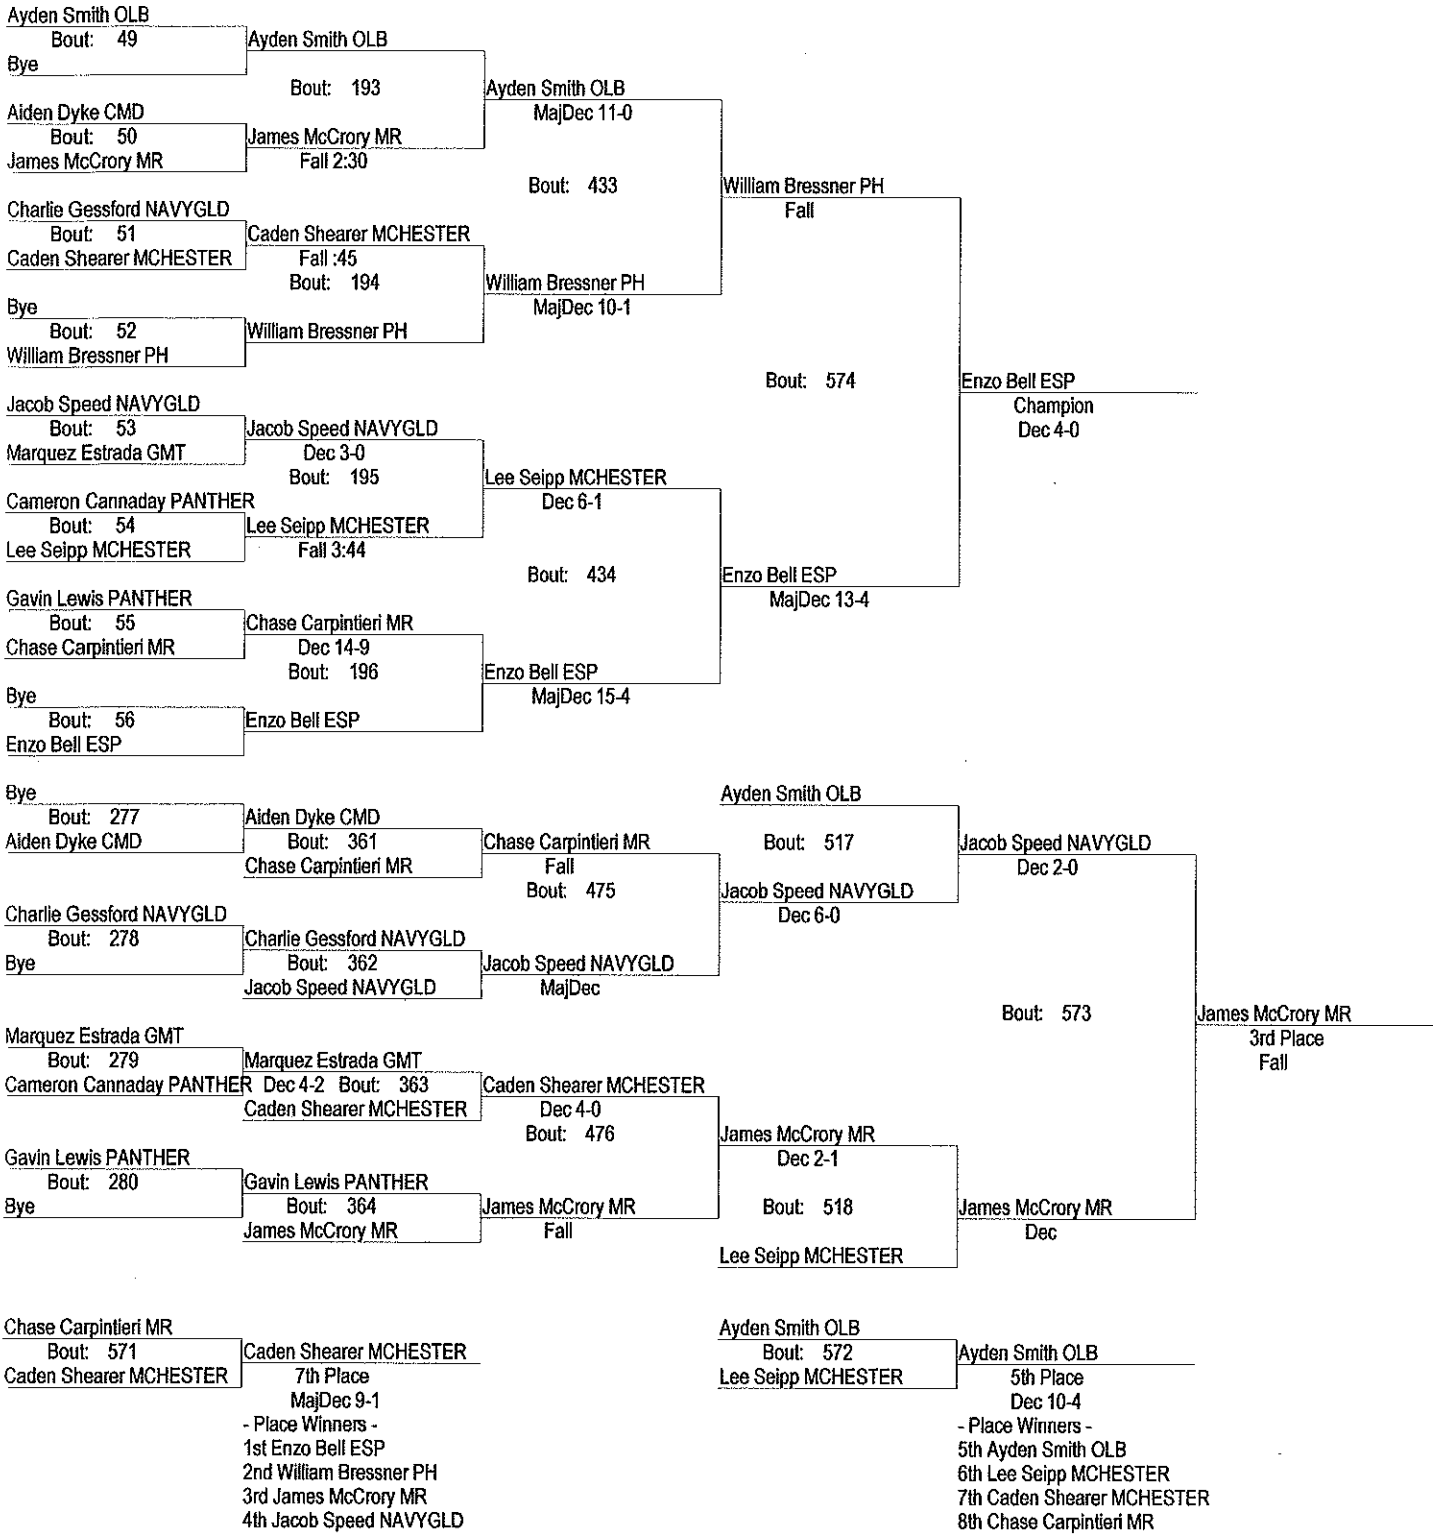 Ayden Smith OLB
Bout: 49
Bye
Ayden Smith OLB
Bout: 193
Aiden Dyke CMD
Bout: 50
James McCrory MR
James McCrory MR
Fall 2:30
Ayden Smith OLB
MajDec 11-0
Bout: 433
Charlie Gessford NAVYGLD
Bout: 51
Caden Shearer MCHESTER
Caden Shearer MCHESTER
Fall :45
Bout: 194
Bye
Bout: 52
William Bressner PH
William Bressner PH
William Bressner PH
MajDec 10-1
William Bressner PH
Fall
Bout: 574
Jacob Speed NAVYGLD
Bout: 53
Marquez Estrada GMT
Jacob Speed NAVYGLD
Dec 3-0
Bout: 195
Cameron Cannaday PANTHER
Bout: 54
Lee Seipp MCHESTER
Lee Seipp MCHESTER
Fall 3:44
Lee Seipp MCHESTER
Dec 6-1
Bout: 434
Gavin Lewis PANTHER
Bout: 55
Chase Carpintieri MR
Chase Carpintieri MR
Dec 14-9
Bout: 196
Bye
Bout: 56
Enzo Bell ESP
Enzo Bell ESP
Enzo Bell ESP
MajDec 15-4
Enzo Bell ESP
MajDec 13-4
Enzo Bell ESP
Champion
Dec 4-0
Bye
Bout: 277
Aiden Dyke CMD
Aiden Dyke CMD
Bout: 361
Chase Carpintieri MR
Chase Carpintieri MR
Fall
Bout: 475
Charlie Gessford NAVYGLD
Bout: 278
Bye
Charlie Gessford NAVYGLD
Bout: 362
Jacob Speed NAVYGLD
Jacob Speed NAVYGLD
MajDec
Ayden Smith OLB
Bout: 517
Jacob Speed NAVYGLD
Dec 6-0
Jacob Speed NAVYGLD
Dec 2-0
Bout: 573
Marquez Estrada GMT
Bout: 279
Cameron Cannaday PANTHER
Marquez Estrada GMT
Dec 4-2 Bout: 363
Caden Shearer MCHESTER
Caden Shearer MCHESTER
Dec 4-0
Bout: 476
Gavin Lewis PANTHER
Bout: 280
Bye
Gavin Lewis PANTHER
Bout: 364
James McCrory MR
James McCrory MR
Fall
James McCrory MR
Dec 2-1
Bout: 518
Lee Seipp MCHESTER
James McCrory MR
Dec
James McCrory MR
3rd Place
Fall
Chase Carpintieri MR
Bout: 571
Caden Shearer MCHESTER
Caden Shearer MCHESTER
7th Place
MajDec 9-1
- Place Winners -
1st Enzo Bell ESP
2nd William Bressner PH
3rd James McCrory MR
4th Jacob Speed NAVYGLD
Ayden Smith OLB
Bout: 572
Lee Seipp MCHESTER
Ayden Smith OLB
5th Place
Dec 10-4
- Place Winners -
5th Ayden Smith OLB
6th Lee Seipp MCHESTER
7th Caden Shearer MCHESTER
8th Chase Carpintieri MR